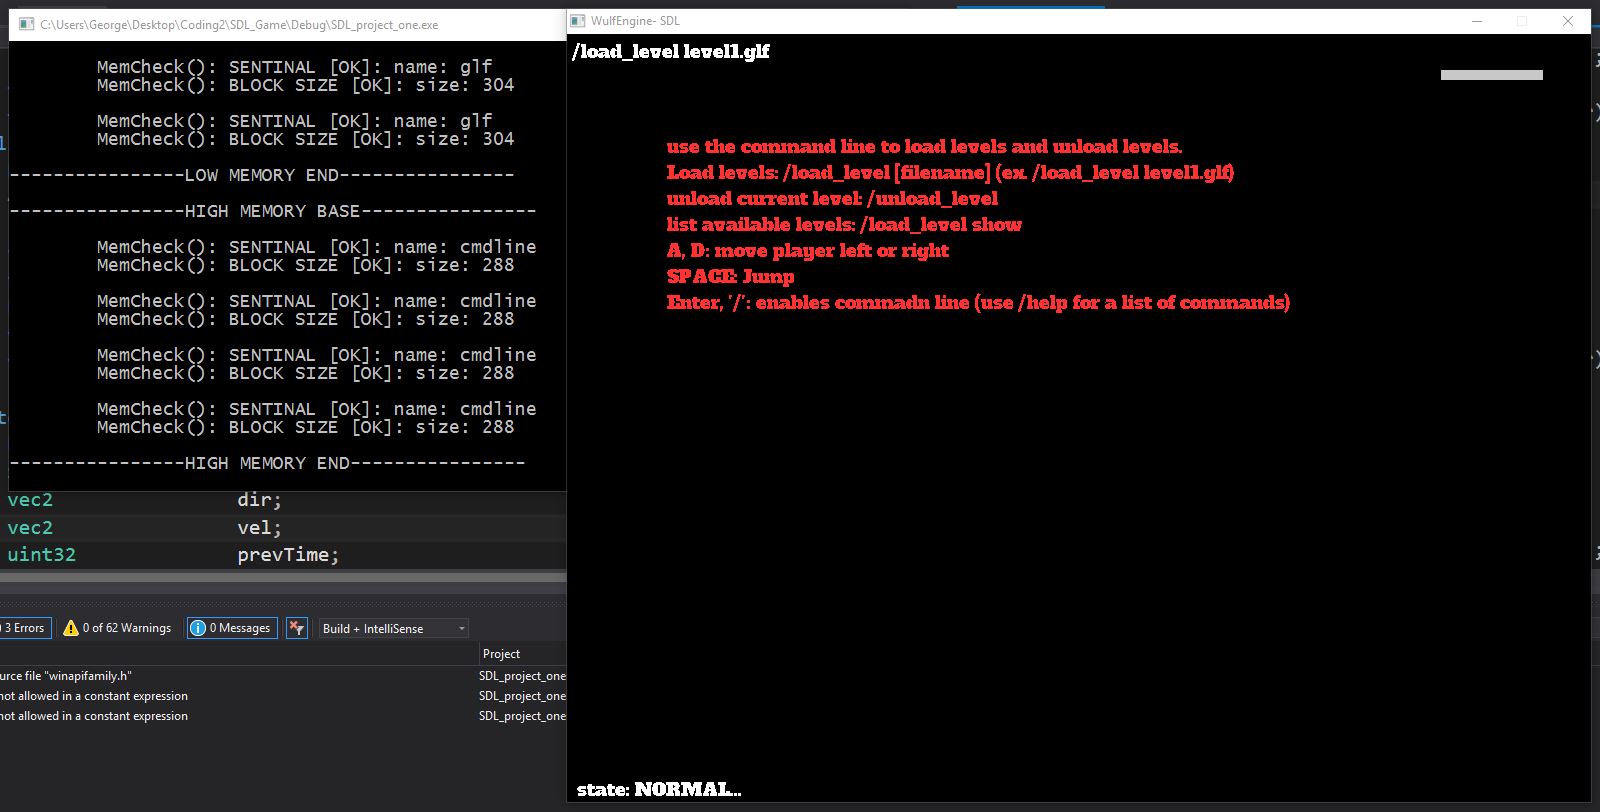 C:\Users\George\Desktop\Coding2\SDL_Game\Debug\SDL_project_one.exe
MemCheck(): SENTINAL [OK]: name: glf
MemCheck(): BLOCK SIZE [OK]: size: 304
MemCheck(): SENTINAL [OK]: name: glf
MemCheck(): BLOCK SIZE [OK]: size: 304
----------------LOW MEMORY END----------------
----------------HIGH MEMORY BASE----------------
MemCheck(): SENTINAL [OK]: name: cmdline
MemCheck(): BLOCK SIZE [OK]: size: 288
MemCheck(): SENTINAL [OK]: name: cmdline
MemCheck(): BLOCK SIZE [OK]: size: 288
MemCheck(): SENTINAL [OK]: name: cmdline
MemCheck(): BLOCK SIZE [OK]: size: 288
MemCheck(): SENTINAL [OK]: name: cmdline
MemCheck(): BLOCK SIZE [OK]: size: 288
----------------HIGH MEMORY END----------------
vec2 dir;
vec2 vel;
uint32 prevTime;
3 Errors
0 of 62 Warnings
0 Messages
Build + IntelliSense
Project
urce file "winapifamily.h" SDL_project_one
not allowed in a constant expression SDL_project_one
not allowed in a constant expression SDL_project_one
WulfEngine- SDL
/load_level level1.glf
use the command line to load levels and unload levels.
Load levels: /load_level [filename] (ex. /load_level level1.glf)
unload current level: /unload_level
list available levels: /load_level show
A, D: move player left or right
SPACE: Jump
Enter, '/': enables commadn line (use /help for a list of commands)
state: NORMAL...